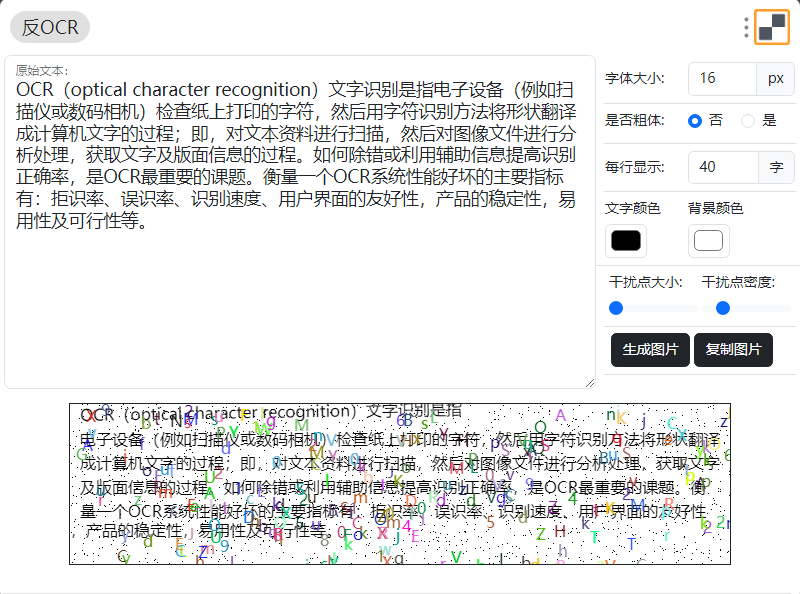 反OCR
原始文本:
OCR（optical character recognition）文字识别是指电子设备（例如扫
描仪或数码相机）检查纸上打印的字符，然后用字符识别方法将形状翻译
成计算机文字的过程；即，对文本资料进行扫描，然后对图像文件进行分
析处理，获取文字及版面信息的过程。如何除错或利用辅助信息提高识别
正确率，是OCR最重要的课题。衡量一个OCR系统性能好坏的主要指标
有：拒识率、误识率、识别速度、用户界面的友好性，产品的稳定性，易
用性及可行性等。
字体大小: 16 px
是否粗体: 否 是
每行显示: 40 字
文字颜色 背景颜色
干扰点大小: 干扰点密度:
生成图片 复制图片
OCR（optical character recognition）文字识别是指
电子设备（例如扫描仪或数码相机）检查纸上打印的字符，然后用字符识别方法将形状翻译
成计算机文字的过程；即，对文本资料进行扫描，然后对图像文件进行分析处理，获取文字
及版面信息的过程。如何除错或利用辅助信息提高识别正确率，是OCR最重要的课题。衡
量一个OCR系统性能好坏的主要指标有：拒识率、误识率、识别速度、用户界面的友好性
，产品的稳定性，易用性及可行性等。